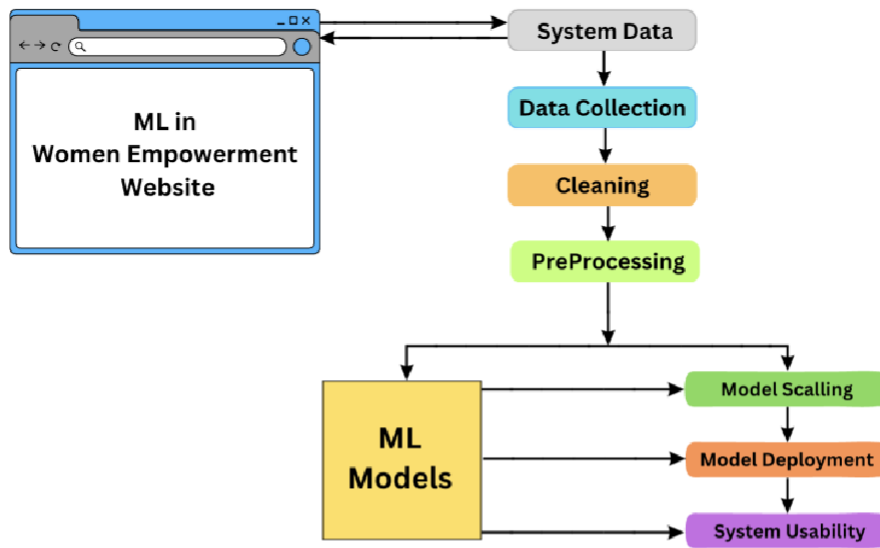 ML in
Women Empowerment
Website
System Data
Data Collection
Cleaning
PreProcessing
ML
Models
Model Scalling
Model Deployment
System Usability